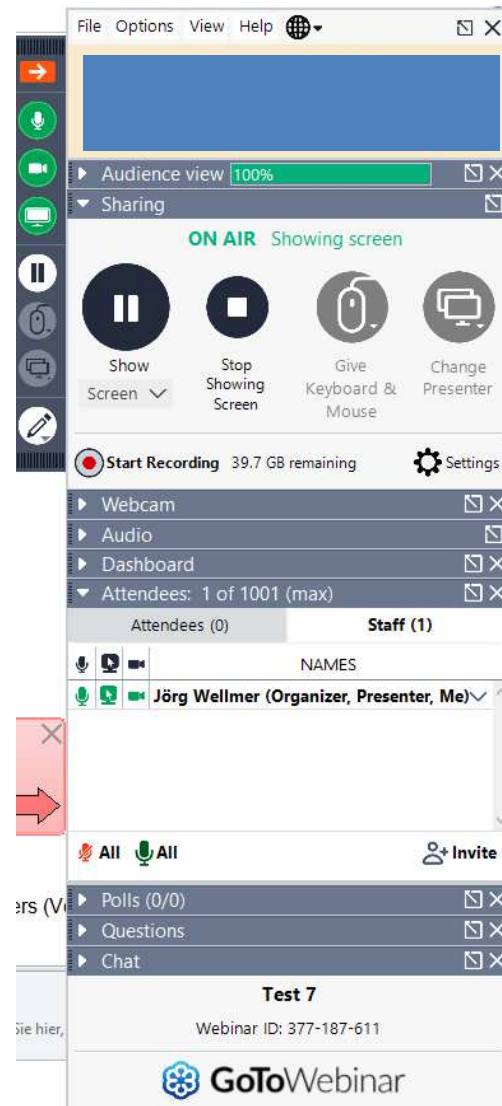 File Options View Help
Audience view 100%
Sharing
ON AIR Showing screen
Show
Screen
Stop
Showing
Screen
Give
Keyboard &
Mouse
Change
Presenter
Start Recording 39.7 GB remaining Settings
Webcam
Audio
Dashboard
Attendees: 1 of 1001 (max)
Attendees (0) Staff (1)
NAMES
Jörg Wellmer (Organizer, Presenter, Me)
All All Invite
ers (V
Polls (0/0)
Questions
Chat
Test 7
Sie hier,
Webinar ID: 377-187-611
GoToWebinar